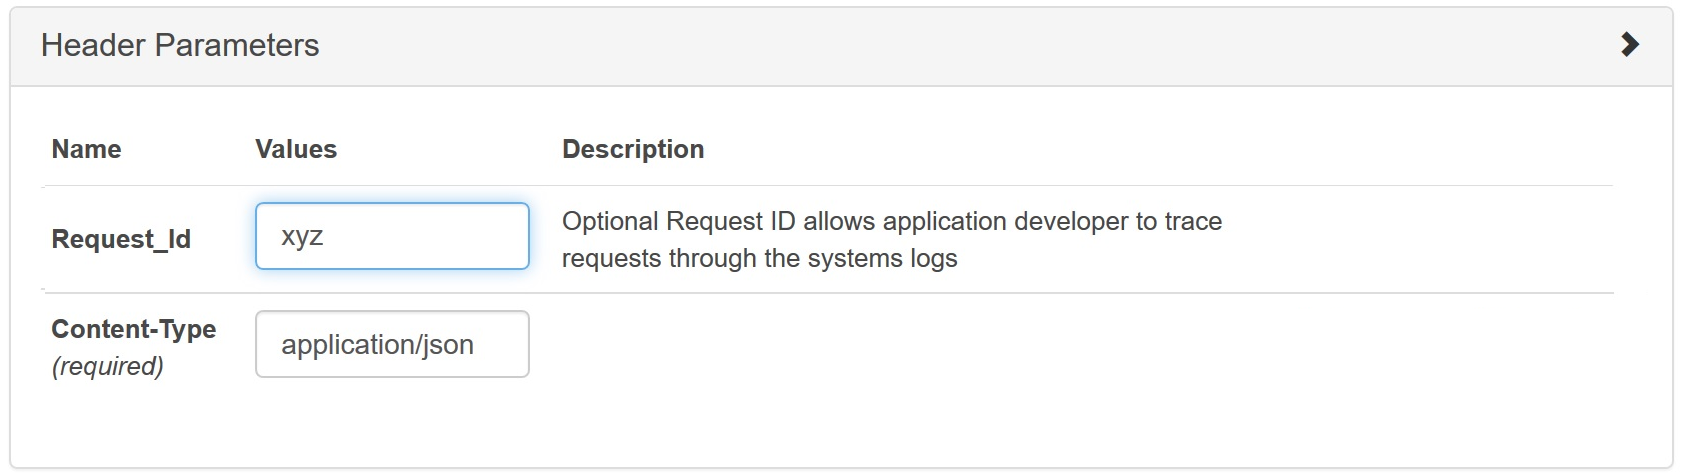 Header Parameters
Name Values Description
Request_Id xyz Optional Request ID allows application developer to trace
requests through the systems logs
Content-Type application/json
(required)